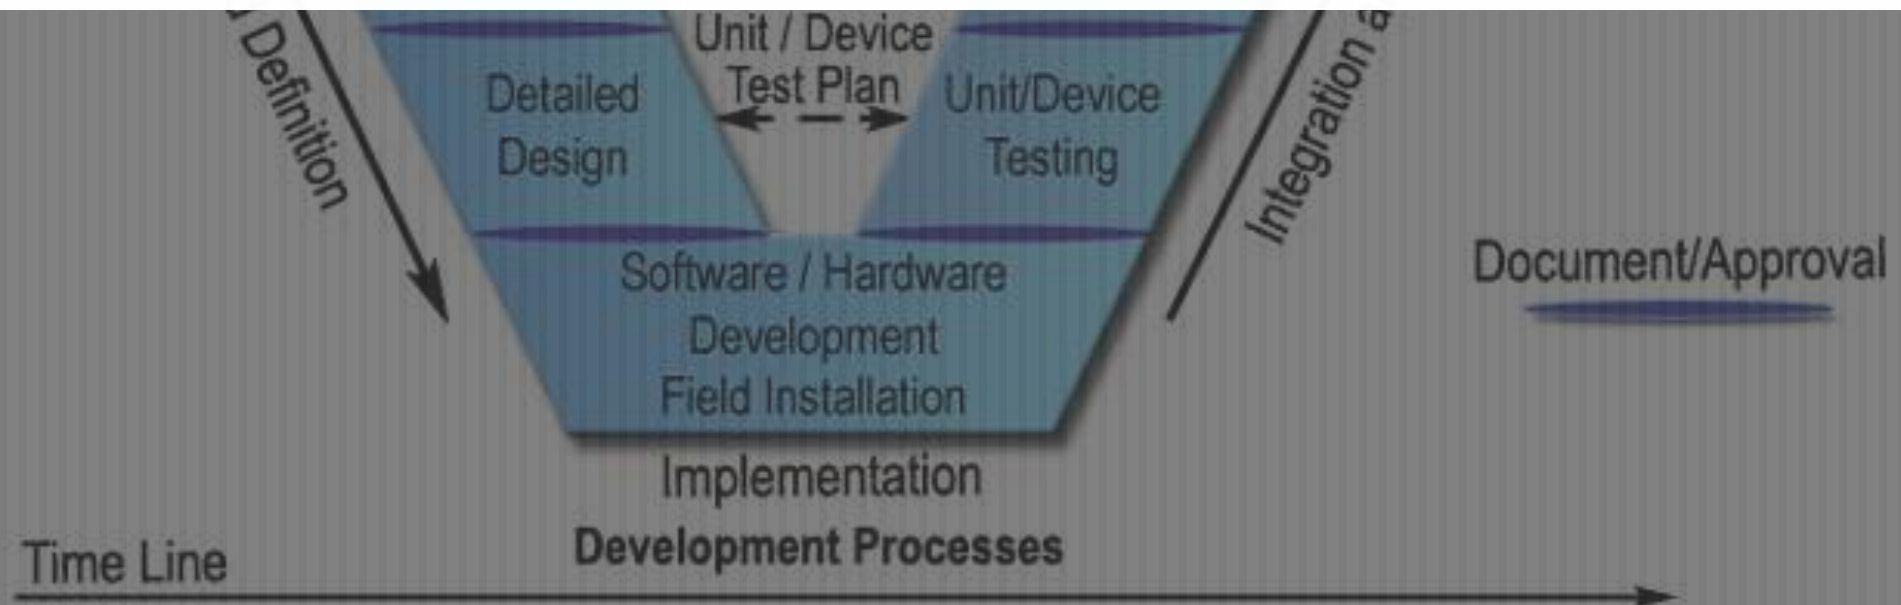 Definition
Unit / Device
Test Plan
Detailed
Design
Unit/Device
Testing
Integration
Software / Hardware
Development
Field Installation
Document/Approval
Implementation
Development Processes
Time Line